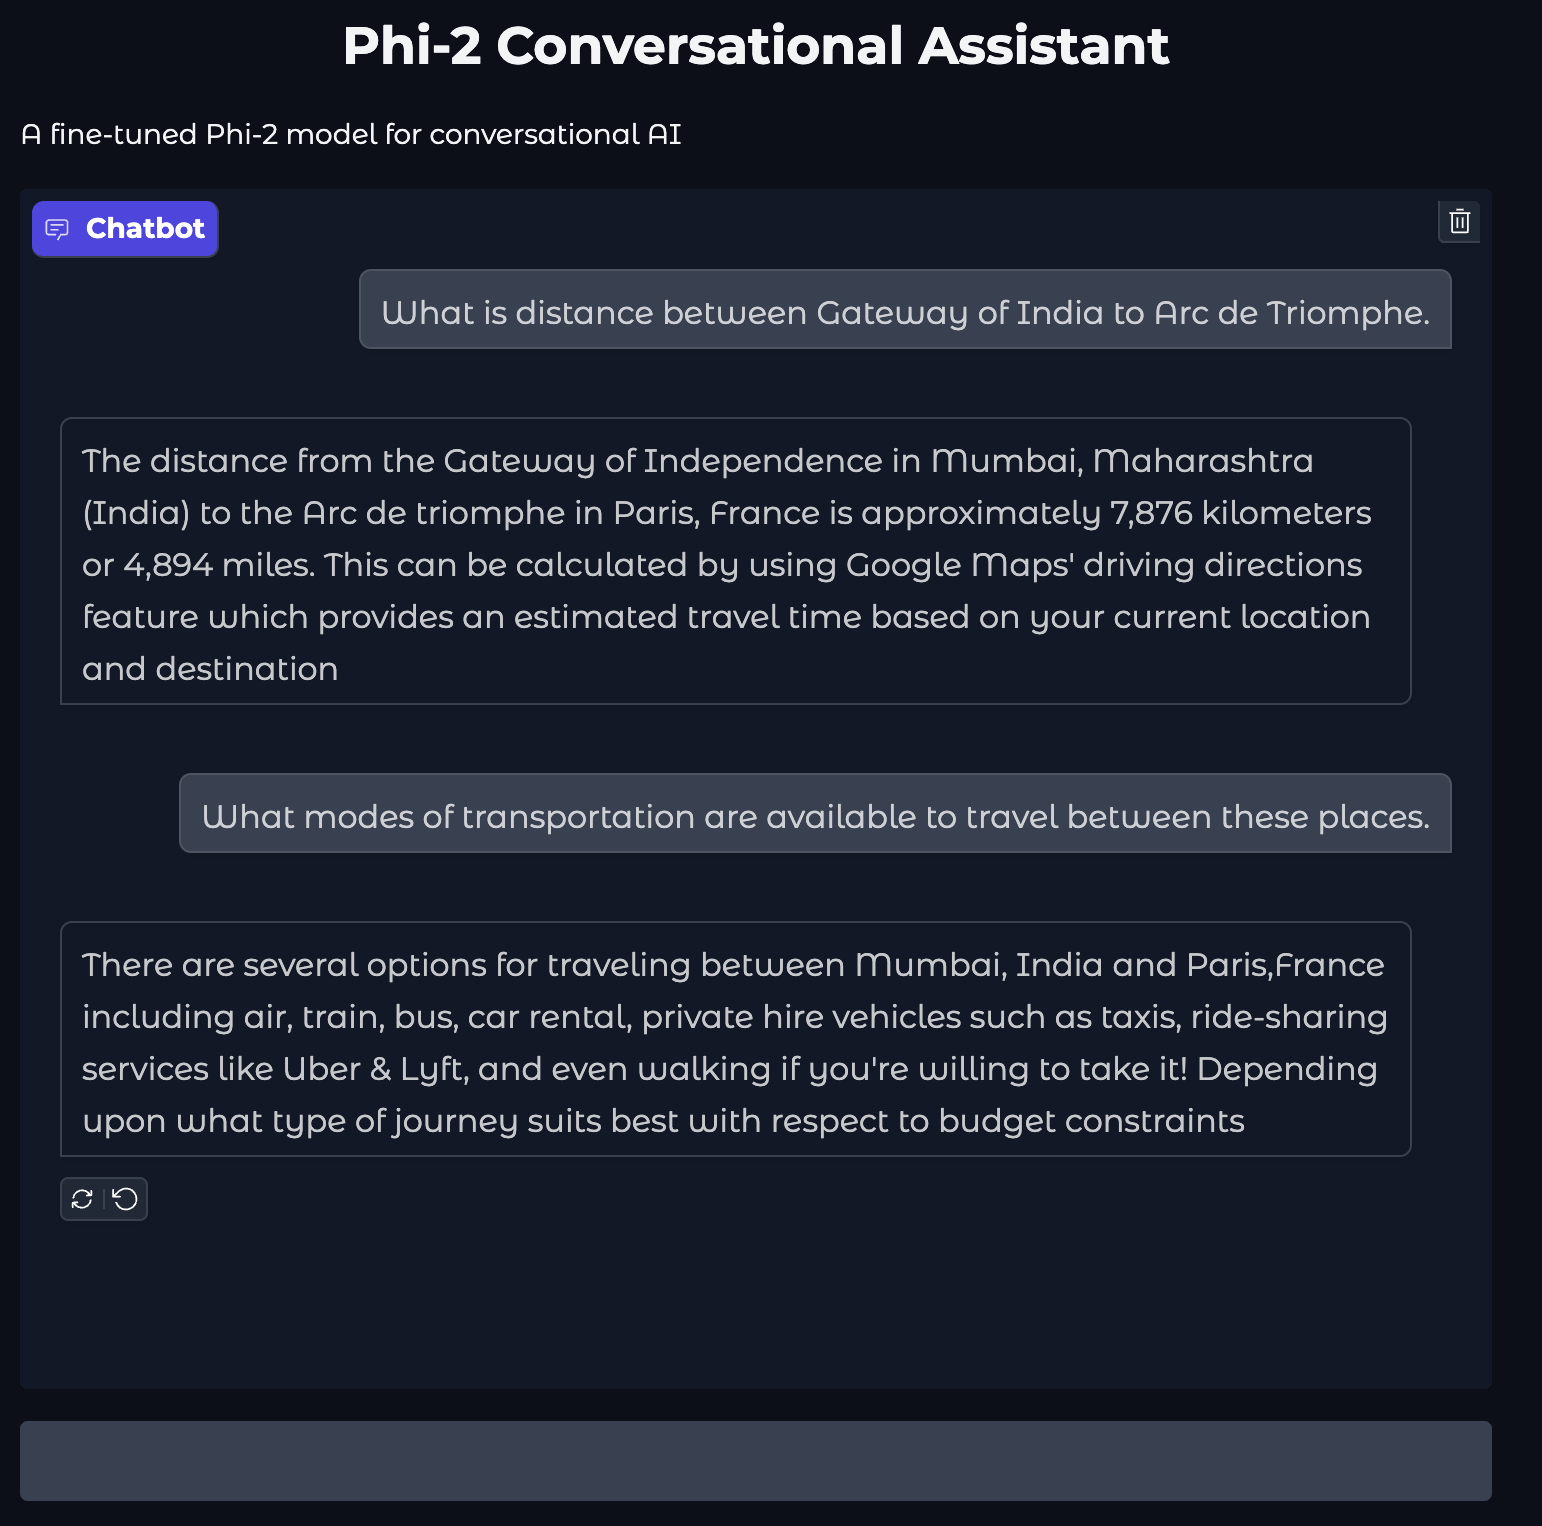 Phi-2 Conversational Assistant
A fine-tuned Phi-2 model for conversational AI
Chatbot
What is distance between Gateway of India to Arc de Triomphe.
The distance from the Gateway of Independence in Mumbai, Maharashtra
(India) to the Arc de triomphe in Paris, France is approximately 7,876 kilometers
or 4,894 miles. This can be calculated by using Google Maps' driving directions
feature which provides an estimated travel time based on your current location
and destination
What modes of transportation are available to travel between these places.
There are several options for traveling between Mumbai, India and Paris,France
including air, train, bus, car rental, private hire vehicles such as taxis, ride-sharing
services like Uber & Lyft, and even walking if you're willing to take it! Depending
upon what type of journey suits best with respect to budget constraints